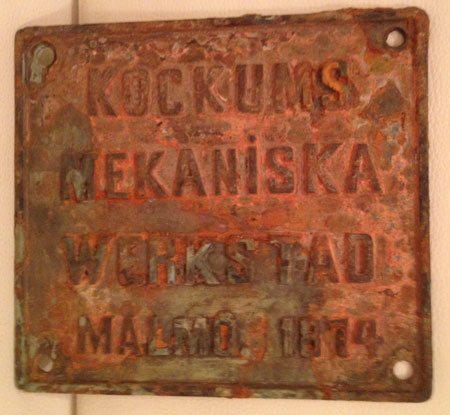 KOCKUMS
MEKANISKA
WERKSTAD
MALMÖ. 1874